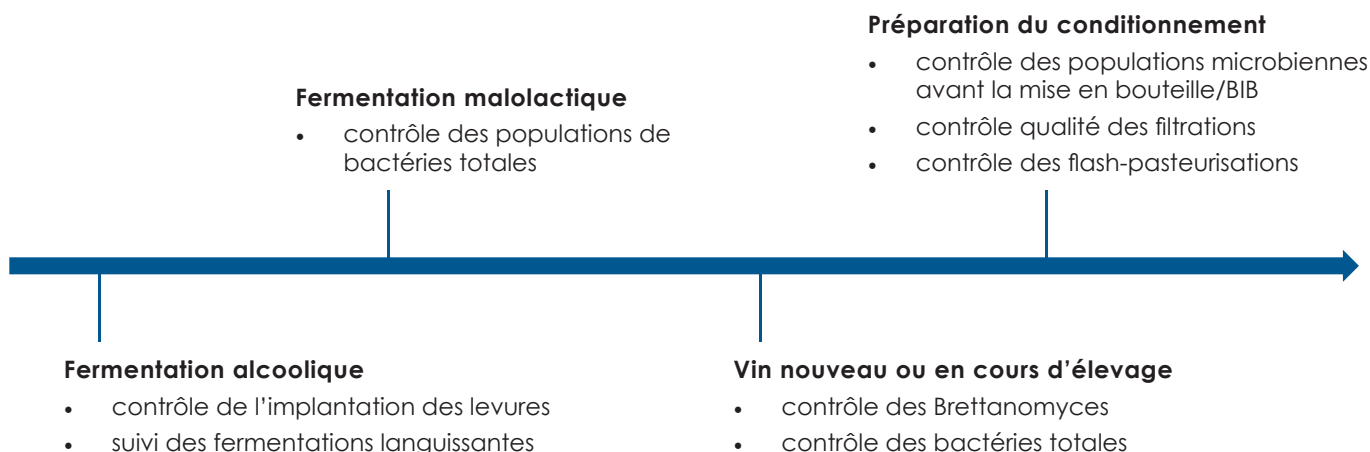 Préparation du conditionnement
• contrôle des populations microbiennes
avant la mise en bouteille/BIB
• contrôle qualité des filtrations
• contrôle des flash-pasteurisations
Fermentation malolactique
• contrôle des populations de
bactéries totales
Fermentation alcoolique
• contrôle de l’implantation des levures
• suivi des fermentations languissantes
Vin nouveau ou en cours d’élevage
• contrôle des Brettanomyces
• contrôle des bactéries totales